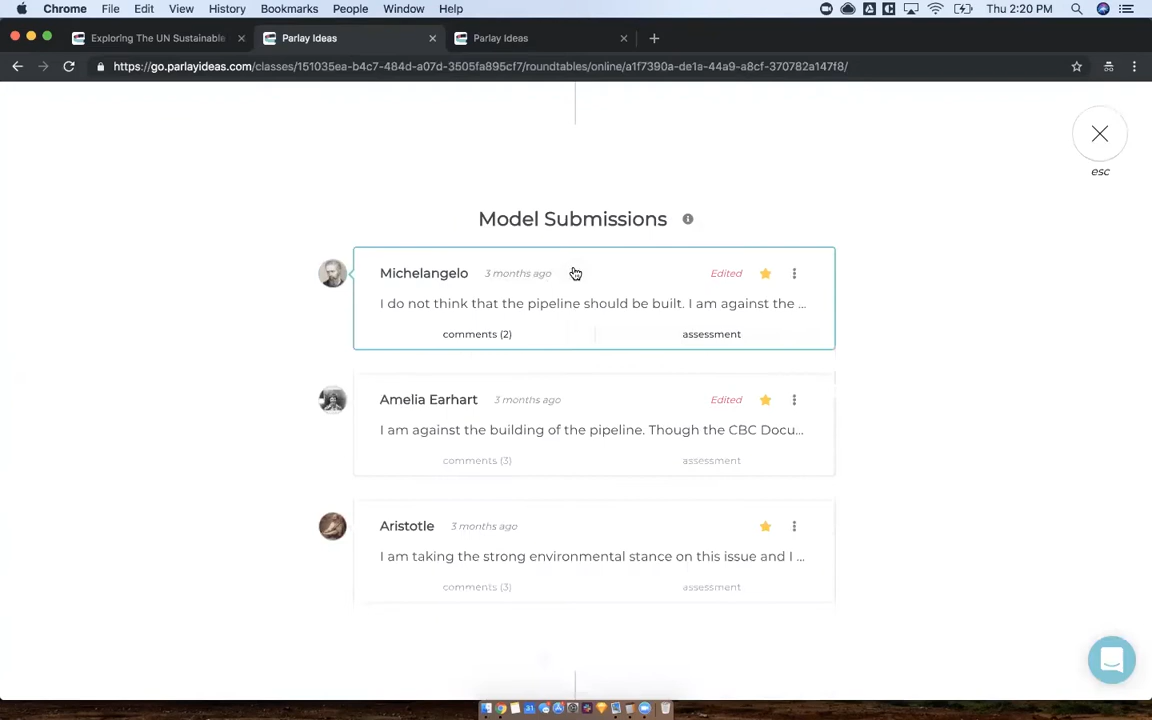 Chrome File Edit View History Bookmarks People Window Help Thu 2:20 PM
Exploring The UN Sustainable Parlay Ideas Parlay Ideas
https://go.parlayideas.com/classes/151035ea-b4c7-484d-a07d-3505fa895cf7/roundtables/online/a1f7390a-de1a-44a9-a8cf-370782a147f8/
esc
Model Submissions
Michelangelo 3 months ago Edited
I do not think that the pipeline should be built. I am against the ...
comments (2) assessment
Amelia Earhart 3 months ago Edited
I am against the building of the pipeline. Though the CBC Docu...
comments (3) assessment
Aristotle 3 months ago
I am taking the strong environmental stance on this issue and I ...
comments (3) assessment